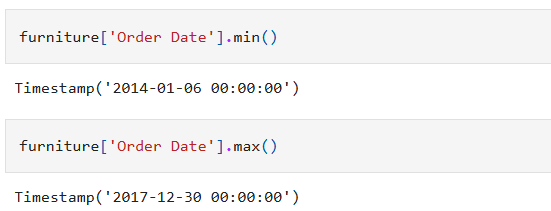 furniture['Order Date'].min()
Timestamp('2014-01-06 00:00:00')
furniture['Order Date'].max()
Timestamp('2017-12-30 00:00:00')